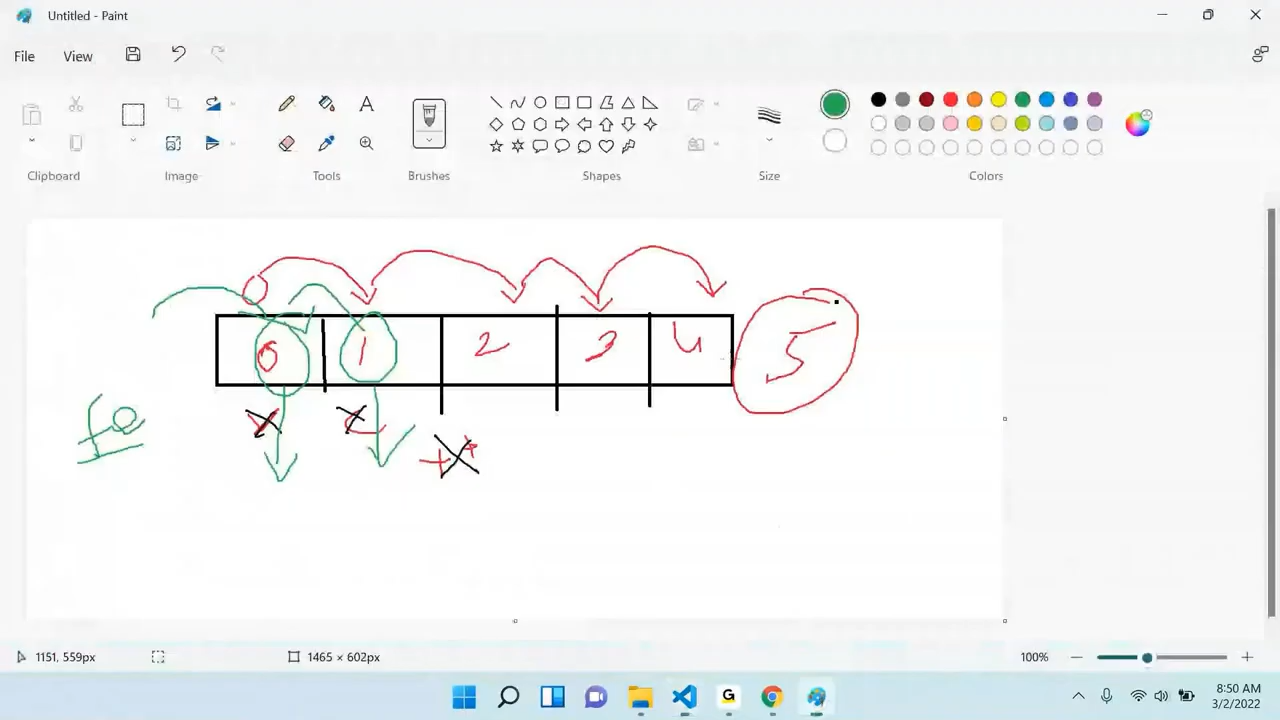 Untitled - Paint
File View
Clipboard Image Tools Brushes Shapes Size Colors
0 1 2 3 4 5
1151, 559px 1465 × 602px 100%
G
8:50 AM
3/2/2022